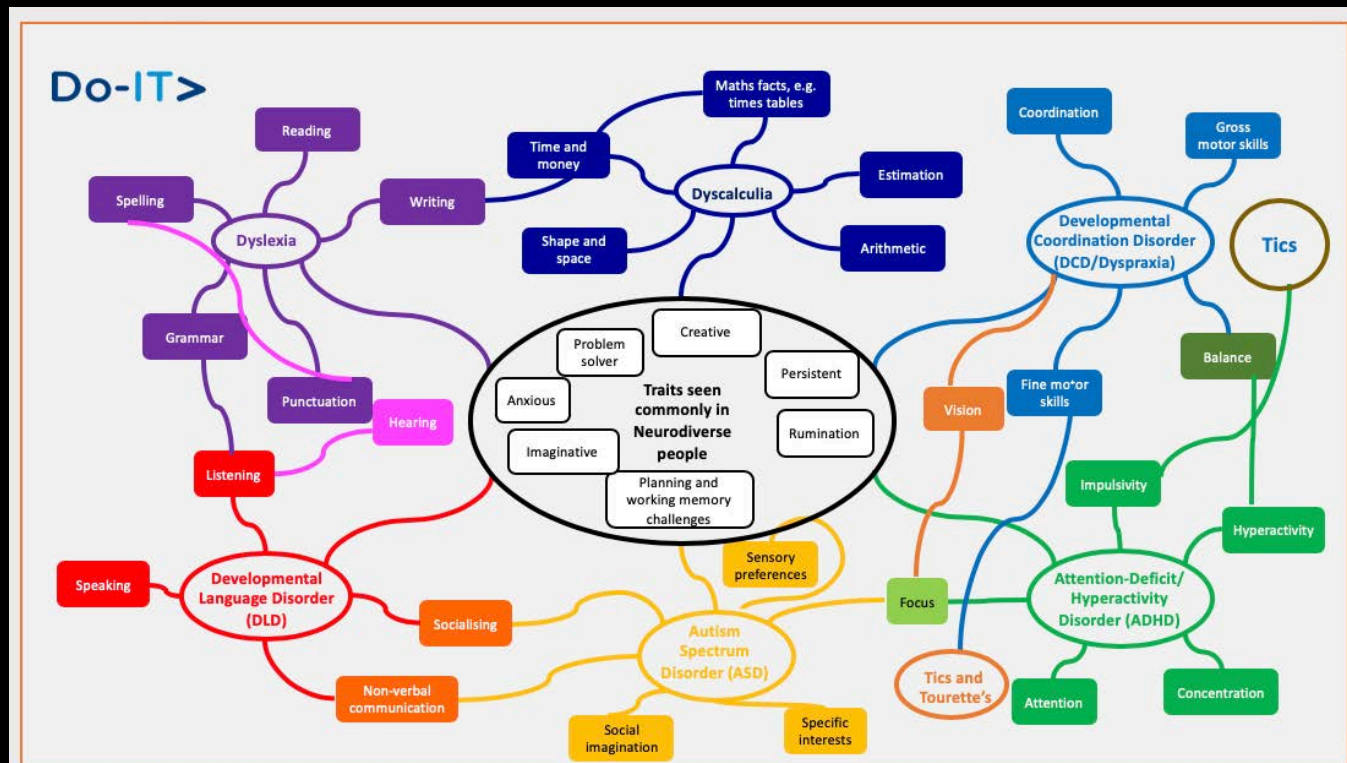 Do-IT>
Maths facts, e.g.
times tables
Reading
Coordination
Gross
motor skills
Time and
money
Spelling
Writing
Dyscalculia
Estimation
Dyslexia
Shape and
space
Arithmetic
Developmental
Coordination Disorder
(DCD/Dyspraxia)
Tics
Grammar
Punctuation
Hearing
Listening
Creative
Problem
solver
Persistent
Anxious
Traits seen
commonly in
Neurodiverse
people
Rumination
Imaginative
Planning and
working memory
challenges
Balance
Vision
Fine motor
skills
Impulsivity
Hyperactivity
Speaking
Developmental
Language Disorder
(DLD)
Socialising
Non-verbal
communication
Sensory
preferences
Autism
Spectrum
Disorder (ASD)
Social
imagination
Specific
interests
Focus
Attention-Deficit/
Hyperactivity
Disorder (ADHD)
Tics and
Tourette's
Attention
Concentration